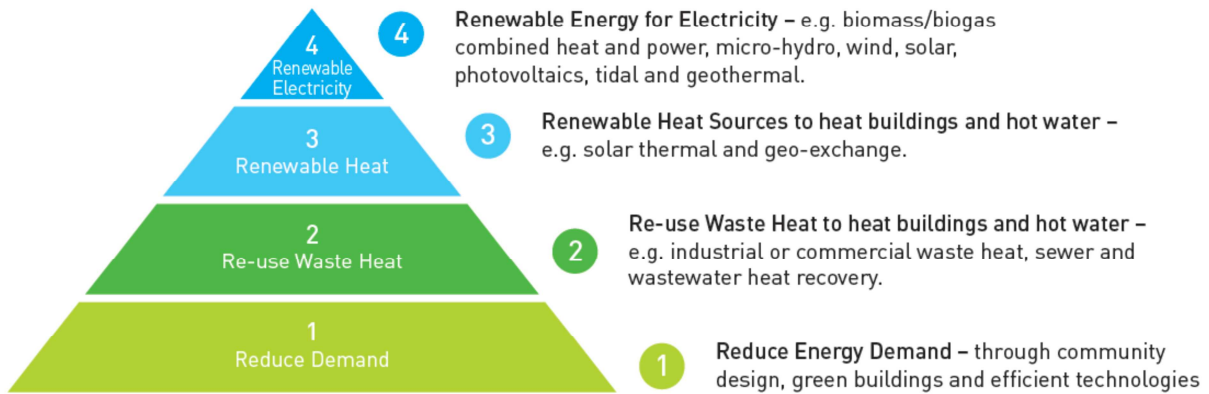 4
Renewable
Electricity
4
Renewable Energy for Electricity – e.g. biomass/biogas
combined heat and power, micro-hydro, wind, solar,
photovoltaics, tidal and geothermal.
3
Renewable Heat
3
Renewable Heat Sources to heat buildings and hot water –
e.g. solar thermal and geo-exchange.
2
Re-use Waste Heat
2
Re-use Waste Heat to heat buildings and hot water –
e.g. industrial or commercial waste heat, sewer and
wastewater heat recovery.
1
Reduce Demand
1
Reduce Energy Demand – through community
design, green buildings and efficient technologies